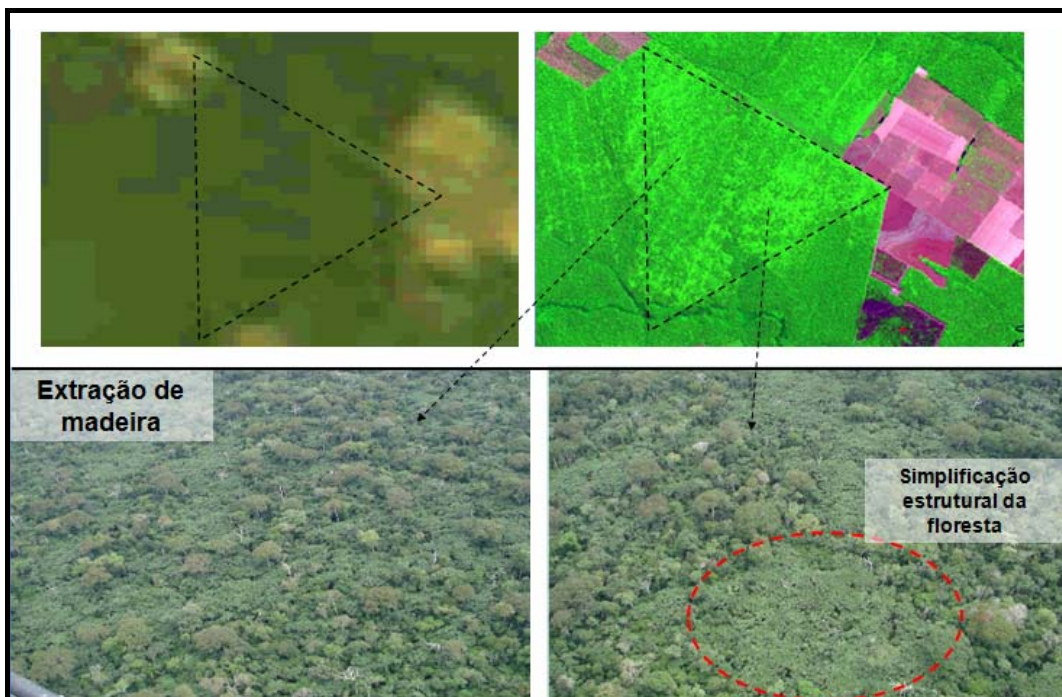 Extração de
madeira
Simplificação
estrutural da
floresta